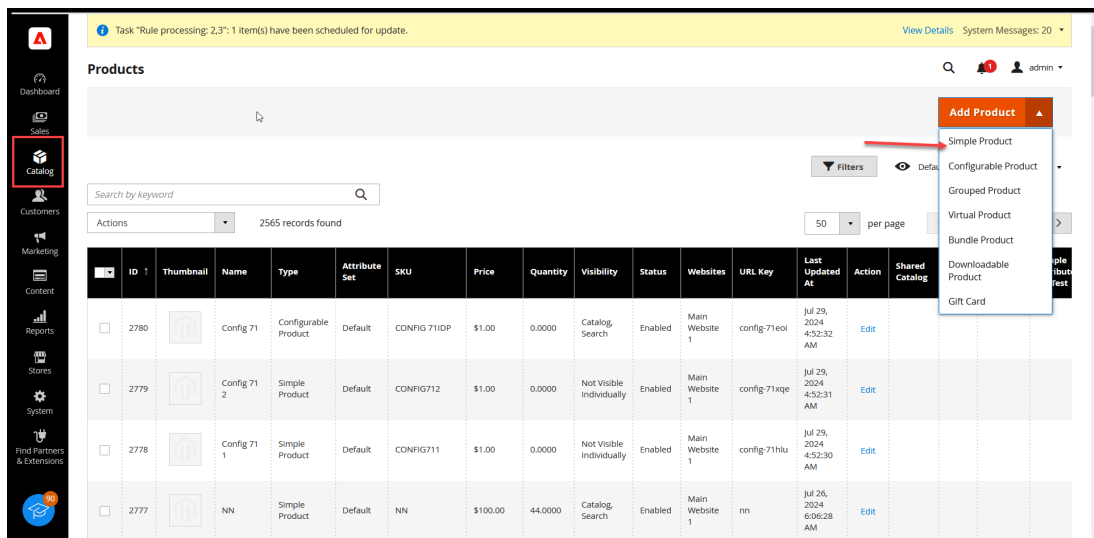 Task "Rule processing: 2,3": 1 item(s) have been scheduled for update.
View Details System Messages: 20
Products
1
admin
Dashboard
Sales
Catalog
Customers
Marketing
Content
Reports
Stores
System
Find Partners
& Extensions
90
Add Product
Simple Product
Configurable Product
Grouped Product
Virtual Product
Bundle Product
Downloadable
Product
Gift Card
Filters
Search by keyword
Actions
2565 records found
50
per page
ID ↑ Thumbnail Name Type Attribute Set SKU Price Quantity Visibility Status Websites URL Key Last Updated At Action Shared Catalog
2780 Config 71 Configurable Product Default CONFIG 71IDP $1.00 0.0000 Catalog, Search Enabled Main Website 1 config-71eoi Jul 29, 2024 4:52:32 AM Edit
2779 Config 71 2 Simple Product Default CONFIG712 $1.00 0.0000 Not Visible Individually Enabled Main Website 1 config-71xqe Jul 29, 2024 4:52:31 AM Edit
2778 Config 71 1 Simple Product Default CONFIG711 $1.00 0.0000 Not Visible Individually Enabled Main Website 1 config-71hlu Jul 29, 2024 4:52:30 AM Edit
2777 NN Simple Product Default NN $100.00 44.0000 Catalog, Search Enabled Main Website 1 nn Jul 26, 2024 6:06:28 AM Edit